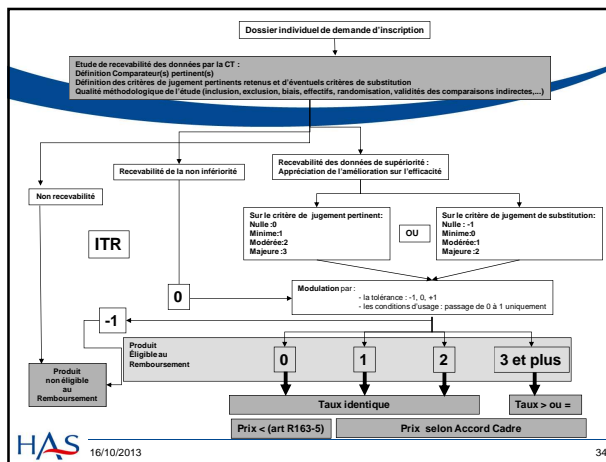 Dossier individuel de demande d'inscription
Etude de recevabilité des données par la CT :
Définition Comparateur(s) pertinent(s)
Définition des critères de jugement pertinents retenus et d'éventuels critères de substitution
Qualité méthodologique de l'étude (inclusion, exclusion, biais, effectifs, randomisation, validités des comparaisons indirectes,...)
Recevabilité de la non infériorité
Recevabilité des données de supériorité :
Appréciation de l'amélioration sur l'efficacité
Non recevabilité
Sur le critère de jugement pertinent:
Nulle :0
Minime:1
Modérée:2
Majeure :3
OU
Sur le critère de jugement de substitution:
Nulle : -1
Minime:0
Modérée:1
Majeure :2
ITR
0
Modulation par :
- la tolérance : -1, 0, +1
- les conditions d'usage : passage de 0 à 1 uniquement
-1
Produit
Éligible au
Remboursement
0
1
2
3 et plus
Produit
non éligible
au
Remboursement
Taux identique
Taux > ou =
Prix < (art R163-5)
Prix selon Accord Cadre
HAS
16/10/2013
34